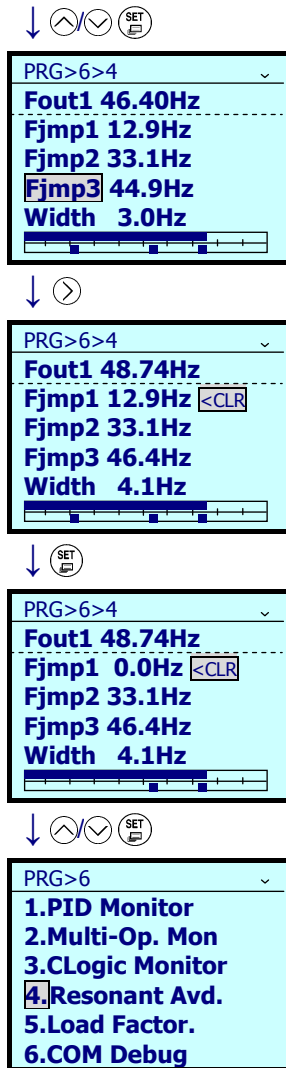 SET
PRG>6>4
Fout1 46.40Hz
Fjmp1 12.9Hz
Fjmp2 33.1Hz
Fjmp3 44.9Hz
Width 3.0Hz
PRG>6>4
Fout1 48.74Hz
Fjmp1 12.9Hz <CLR
Fjmp2 33.1Hz
Fjmp3 46.4Hz
Width 4.1Hz
SET
PRG>6>4
Fout1 48.74Hz
Fjmp1 0.0Hz <CLR
Fjmp2 33.1Hz
Fjmp3 46.4Hz
Width 4.1Hz
SET
PRG>6
1.PID Monitor
2.Multi-Op. Mon
3.CLogic Monitor
4.Resonant Avd.
5.Load Factor.
6.COM Debug